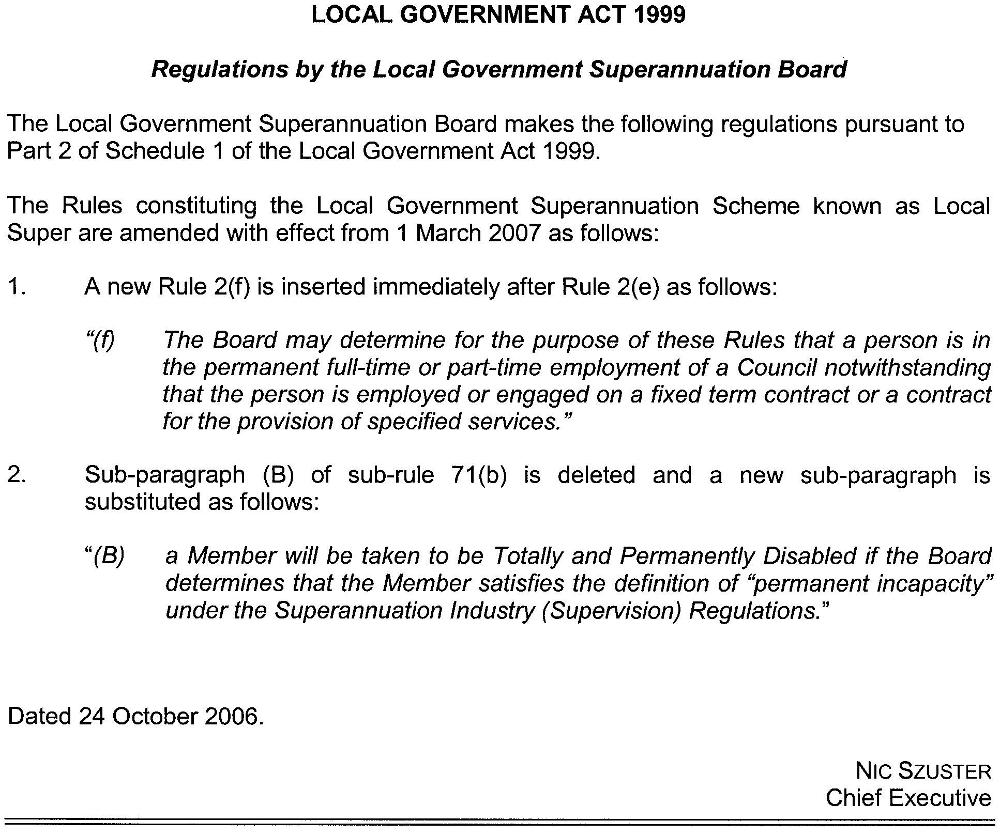 LOCAL GOVERNMENT ACT 1999
Regulations by the Local Government Superannuation Board
The Local Government Superannuation Board makes the following regulations pursuant to
Part 2 of Schedule 1 of the Local Government Act 1999.
The Rules constituting the Local Government Superannuation Scheme known as Local
Super are amended with effect from 1 March 2007 as follows:
1. A new Rule 2(f) is inserted immediately after Rule 2(e) as follows:
“(f) The Board may determine for the purpose of these Rules that a person is in
the permanent full-time or part-time employment of a Council notwithstanding
that the person is employed or engaged on a fixed term contract or a contract
for the provision of specified services.”
2. Sub-paragraph (B) of sub-rule 71(b) is deleted and a new sub-paragraph is
substituted as follows:
“(B) a Member will be taken to be Totally and Permanently Disabled if the Board
determines that the Member satisfies the definition of “permanent incapacity”
under the Superannuation Industry (Supervision) Regulations.”
Dated 24 October 2006.
NIC SZUSTER
Chief Executive